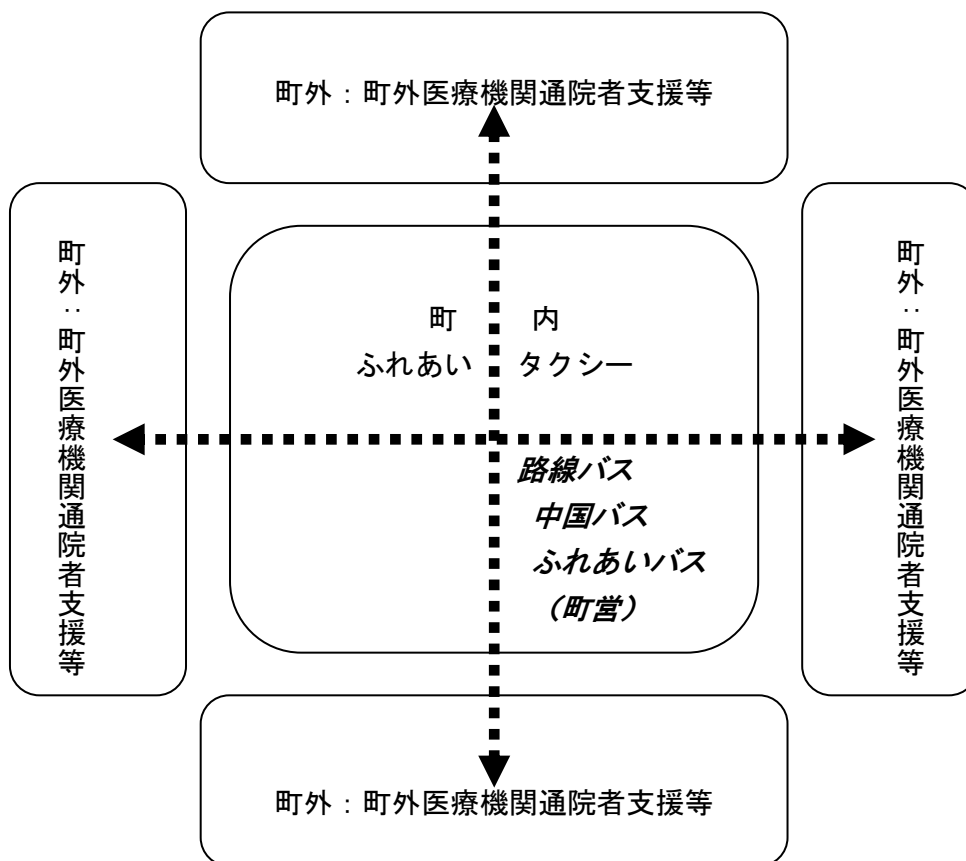 町外：町外医療機関通院者支援等
町外：町外医療機関通院者支援等
町　内
ふれあい　タクシー
路線バス
中国バス
ふれあいバス
（町営）
町外：町外医療機関通院者支援等
町外：町外医療機関通院者支援等